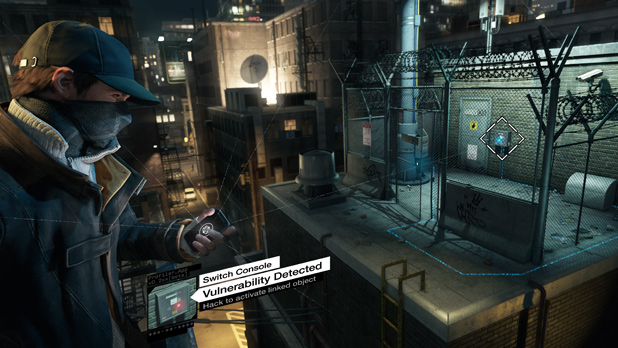 Switch Console
Vulnerability Detected
Hack to activate linked object